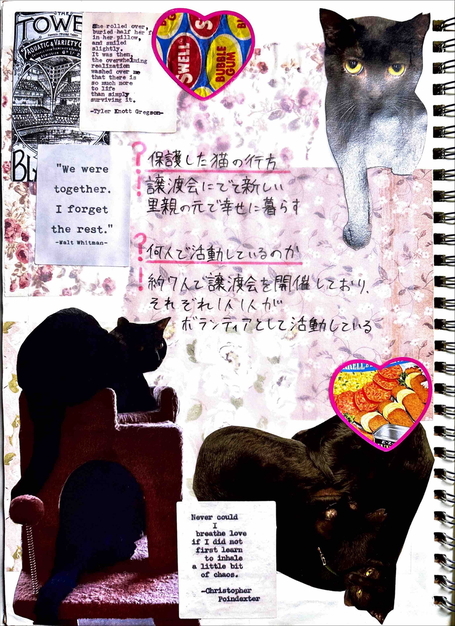 TOWE
AQUATIC & VARIETY
She rolled over,
buried half her f
in her pillow,
and smiled
slightly.
It was then,
the overwhelming
realization
washed over me
that there is
so much more
to life
than simply
surviving it.
-Tyler Knott Gregson-
SWELL
BUBBLE
GUM
"We were
together.
I forget
the rest."
-Walt Whitman-
? 保護した猫の行方
譲渡会にでて新しい
里親の元で幸せに暮らす
? 何人で活動しているのか
約7人で譲渡会を開催しており、
それぞれ1人1人が
ボランティアとして活動している
Never could
I
breathe love
if I did not
first learn
to inhale
a little bit
of chaos.
-Christopher
Poindexter